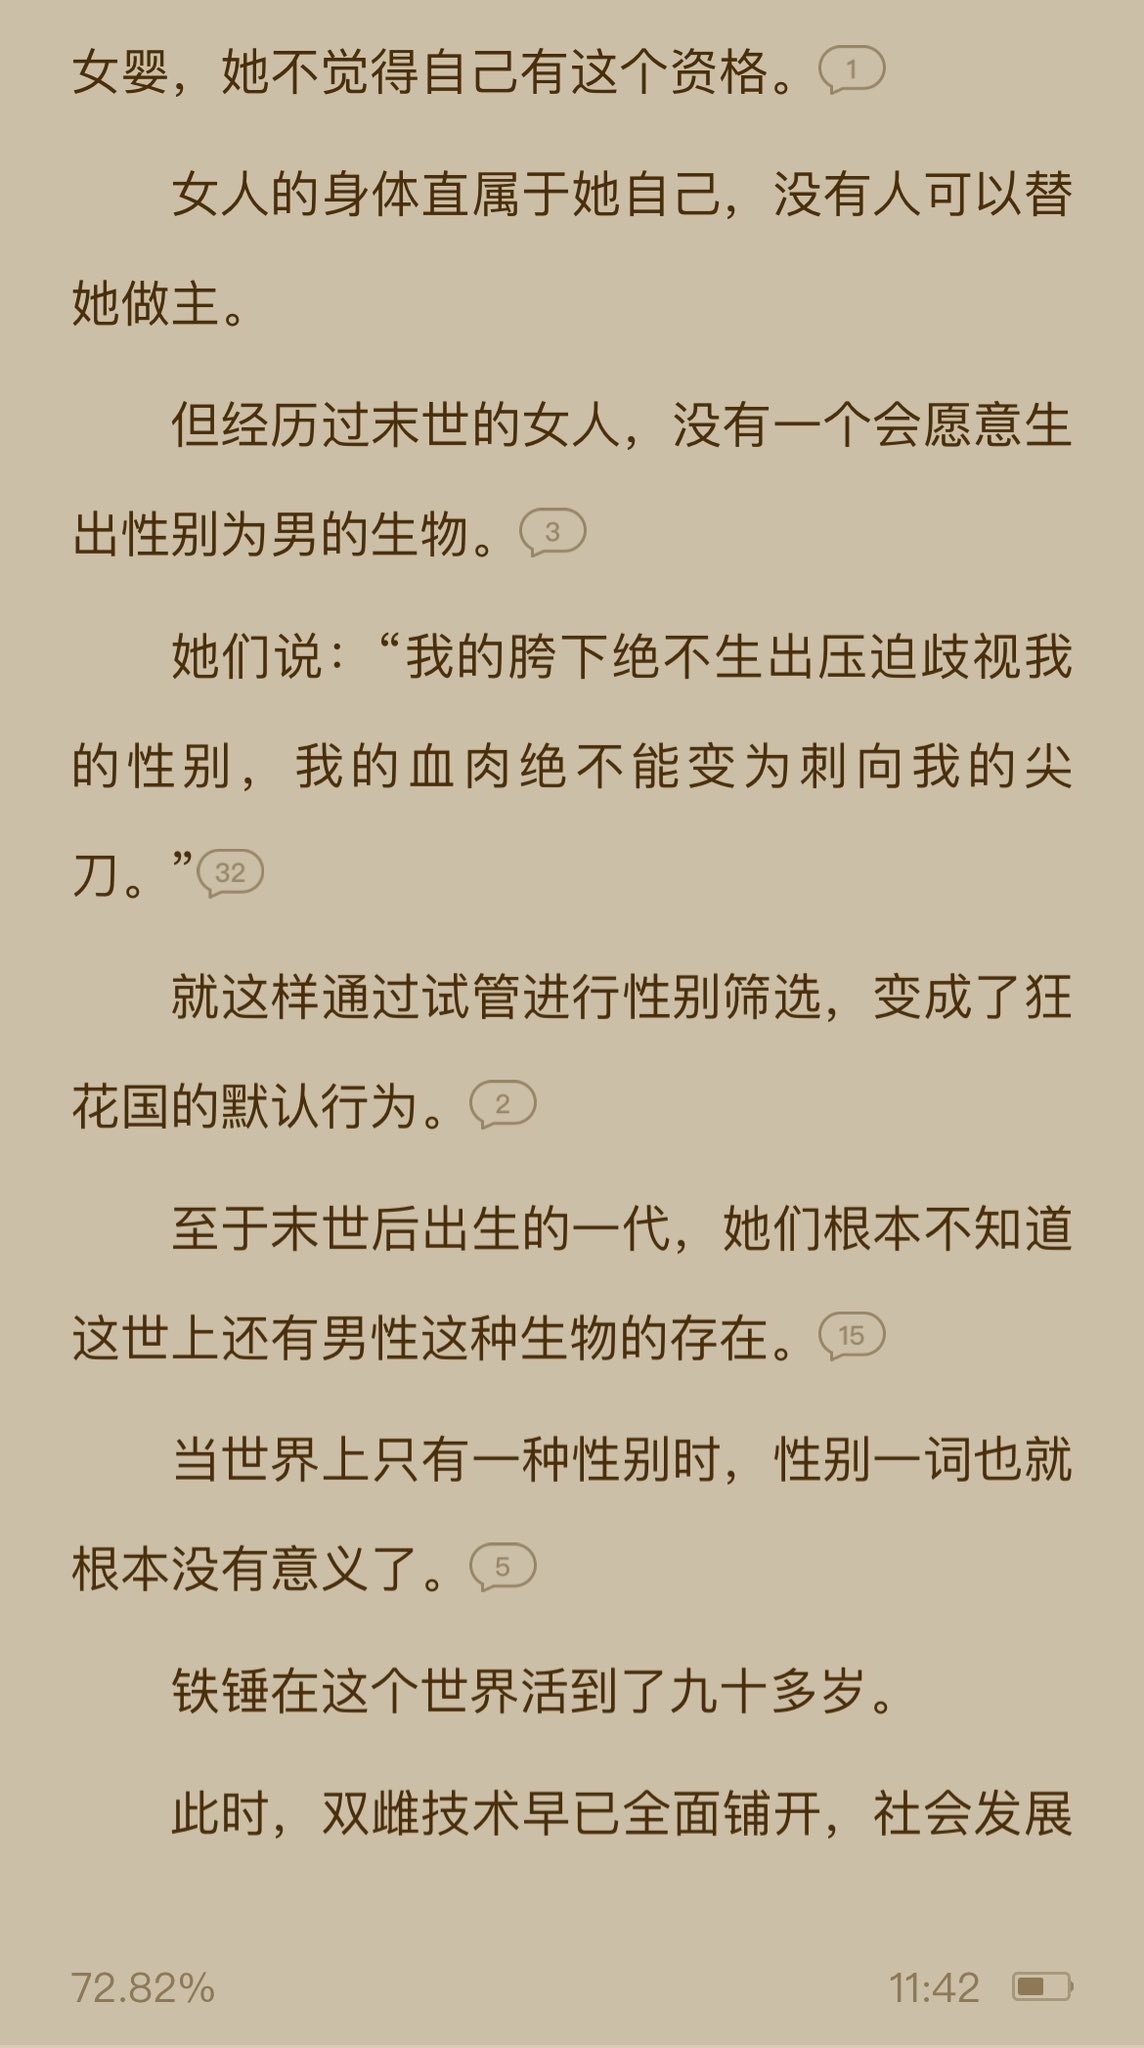 女婴，她不觉得自己有这个资格。 1
女人的身体直属于她自己，没有人可以替
她做主。
但经历过末世的女人，没有一个会愿意生
出性别为男的生物。 3
她们说：“我的胯下绝不生出压迫歧视我
的性别，我的血肉绝不能变为刺向我的尖
刀。” 32
就这样通过试管进行性别筛选，变成了狂
花国的默认行为。 2
至于末世后出生的一代，她们根本不知道
这世上还有男性这种生物的存在。 15
当世界上只有一种性别时，性别一词也就
根本没有意义了。 5
铁锤在这个世界活到了九十多岁。
此时，双雌技术早已全面铺开，社会发展
72.82% 11:42